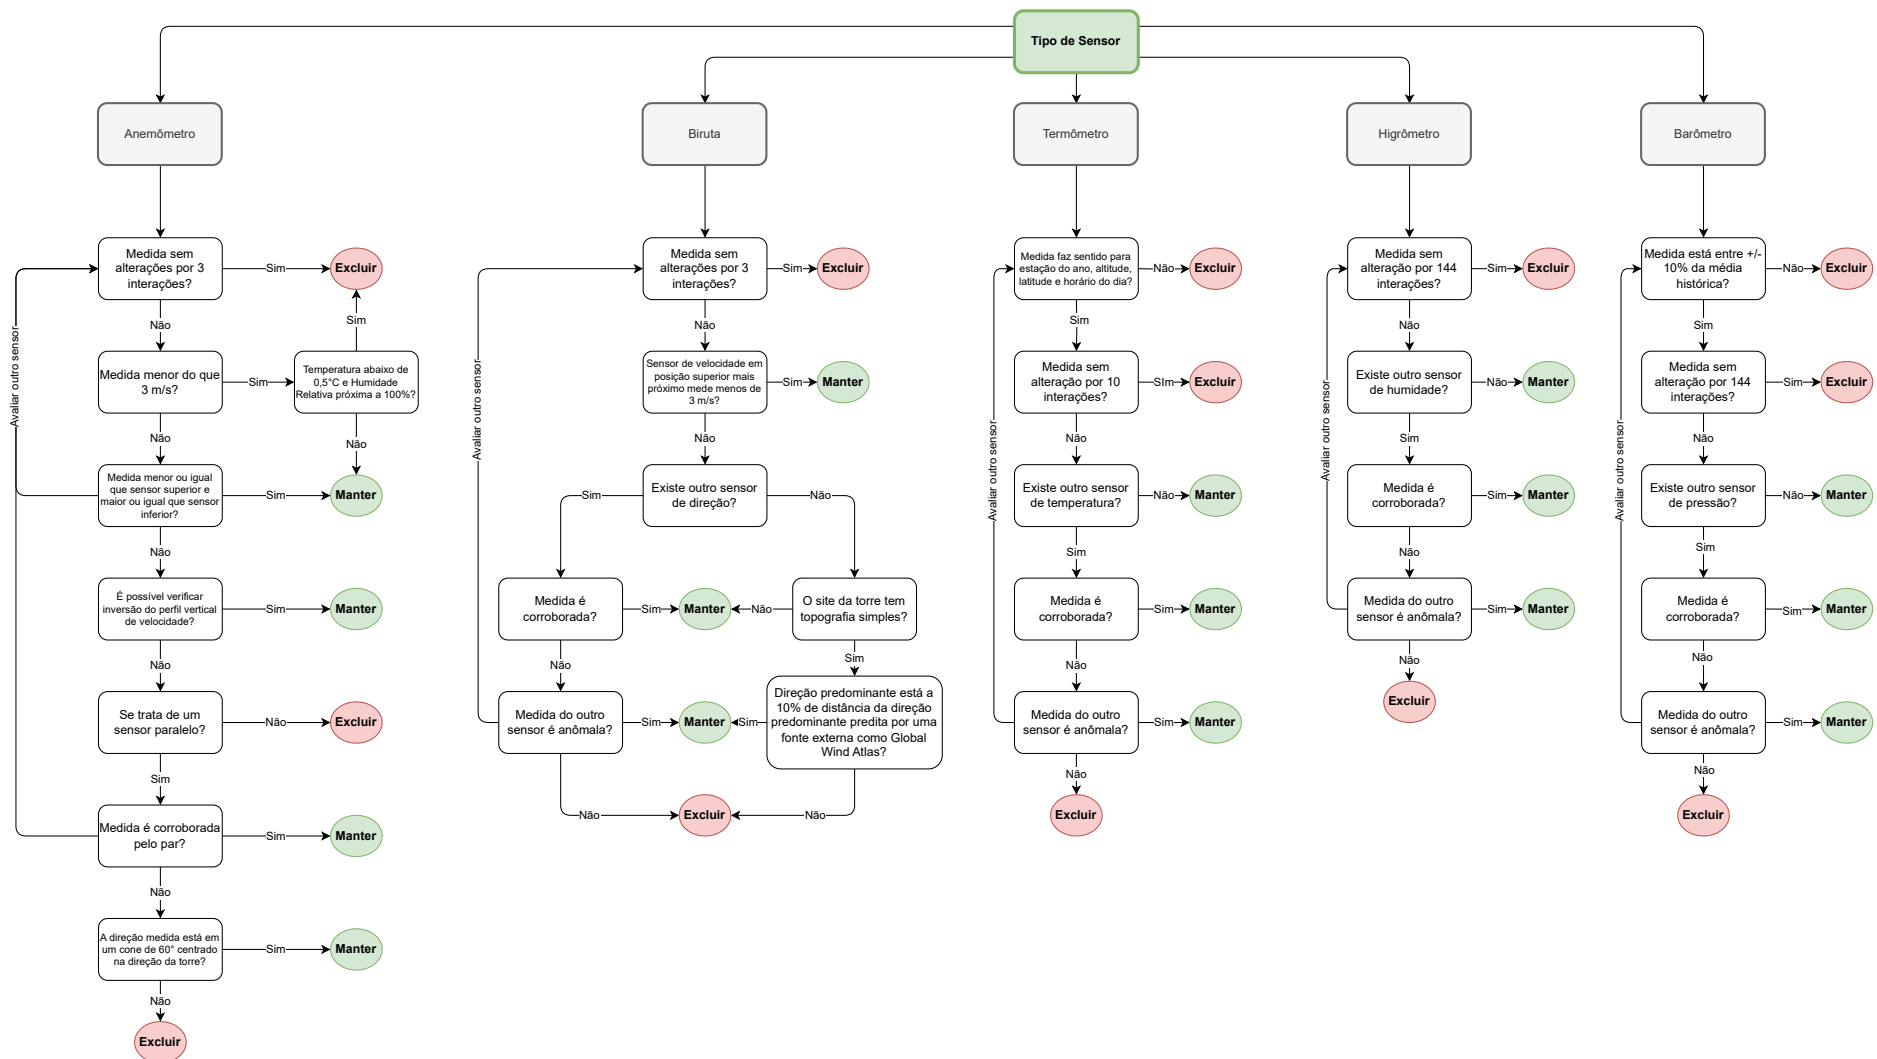 Tipo de Sensor
Anemômetro
Biruta
Termômetro
Higrômetro
Barômetro
Avaliar outro sensor
Medida sem
alterações por 3
interações?
Sim
Excluir
Não
Sim
Medida menor do que
3 m/s?
Sim
Temperatura abaixo de
0,5°C e Humidade
Relativa próxima a 100%?
Não
Não
Medida menor ou igual
que sensor superior e
maior ou igual que sensor
inferior?
Sim
Manter
Não
É possível verificar
inversão do perfil vertical
de velocidade?
Sim
Manter
Não
Se trata de um
sensor paralelo?
Não
Excluir
Sim
Medida é corroborada
pelo par?
Sim
Manter
Não
A direção medida está em
um cone de 60° centrado
na direção da torre?
Sim
Manter
Não
Excluir
Avaliar outro sensor
Medida sem
alterações por 3
interações?
Sim
Excluir
Não
Sensor de velocidade em
posição superior mais
próximo mede menos de
3 m/s?
Sim
Manter
Não
Existe outro sensor
de direção?
Sim
Não
Medida é
corroborada?
Sim
Manter
Não
O site da torre tem
topografia simples?
Não
Sim
Medida do outro
sensor é anômala?
Sim
Manter
Sim
Direção predominante está a
10% de distância da direção
predominante predita por uma
fonte externa como Global
Wind Atlas?
Não
Excluir
Não
Avaliar outro sensor
Medida faz sentido para
estação do ano, altitude,
latitude e horário do dia?
Não
Excluir
Sim
Medida sem
alteração por 10
interações?
SIm
Excluir
Não
Existe outro sensor
de temperatura?
Não
Manter
Sim
Medida é
corroborada?
Sim
Manter
Não
Medida do outro
sensor é anômala?
Sim
Manter
Não
Excluir
Avaliar outro sensor
Medida sem
alteração por 144
interações?
Sim
Excluir
Não
Existe outro sensor
de humidade?
Não
Manter
Sim
Medida é
corroborada?
Sim
Manter
Não
Medida do outro
sensor é anômala?
Sim
Manter
Não
Excluir
Avaliar outro sensor
Medida está entre +/-
10% da média
histórica?
Não
Excluir
Sim
Medida sem
alteração por 144
interações?
Sim
Excluir
Não
Existe outro sensor
de pressão?
Não
Manter
Sim
Medida é
corroborada?
Sim
Manter
Não
Medida do outro
sensor é anômala?
Sim
Manter
Não
Excluir